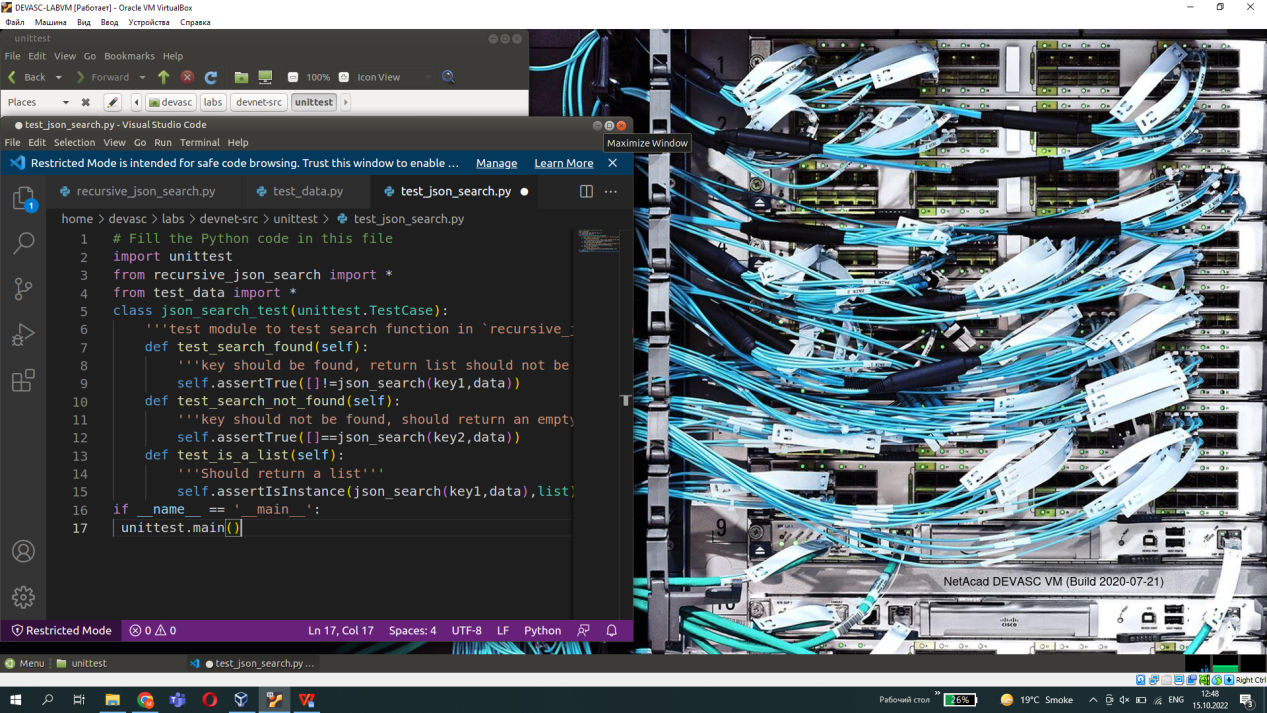 DEVASC-LABVM [Работает] - Oracle VM VirtualBox
Файл Машина Вид Ввод Устройства Справка
unittest
File Edit View Go Bookmarks Help
Back Forward 100% Icon View
Places devasc labs devnet-src unittest
● test_json_search.py - Visual Studio Code
File Edit Selection View Go Run Terminal Help
Maximize Window
Restricted Mode is intended for safe code browsing. Trust this window to enable ... Manage Learn More
1
recursive_json_search.py test_data.py test_json_search.py ●
home > devasc > labs > devnet-src > unittest > test_json_search.py
1 # Fill the Python code in this file
2 import unittest
3 from recursive_json_search import *
4 from test_data import *
5 class json_search_test(unittest.TestCase):
6 '''test module to test search function in `recursive_
7 def test_search_found(self):
8 '''key should be found, return list should not be
9 self.assertTrue([]!=json_search(key1,data))
10 def test_search_not_found(self):
11 '''key should not be found, should return an empty
12 self.assertTrue([]==json_search(key2,data))
13 def test_is_a_list(self):
14 '''Should return a list'''
15 self.assertIsInstance(json_search(key1,data),list)
16 if __name__ == '__main__':
17 unittest.main()
Restricted Mode 0 0 Ln 17, Col 17 Spaces: 4 UTF-8 LF Python
1
2
9
NetAcad DEVASC VM (Build 2020-07-21)
CISCO
Menu unittest ● test_json_search.py ...
Right Ctrl
Рабочий стол » 26% 19°C Smoke ENG 12:48
15.10.2022 3